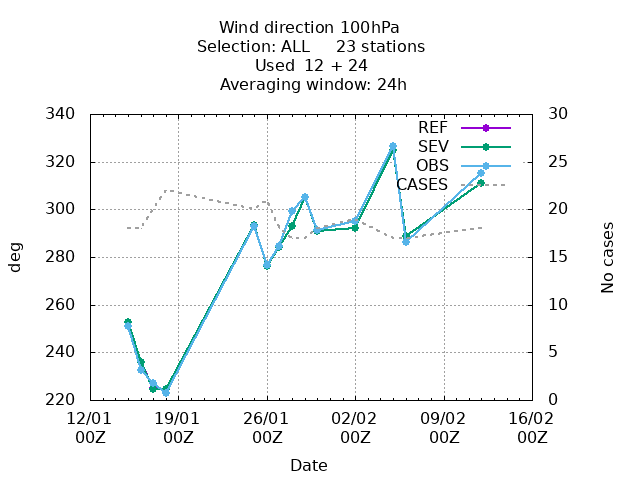 Wind direction 100hPa
Selection: ALL     23 stations
Used  12 + 24
Averaging window: 24h
340
320
300
280
260
240
220
deg
30
25
20
15
10
5
0
No cases
REF
SEV
OBS
CASES
12/01 19/01 26/01 02/02 09/02 16/02
00Z 00Z 00Z 00Z 00Z 00Z
Date